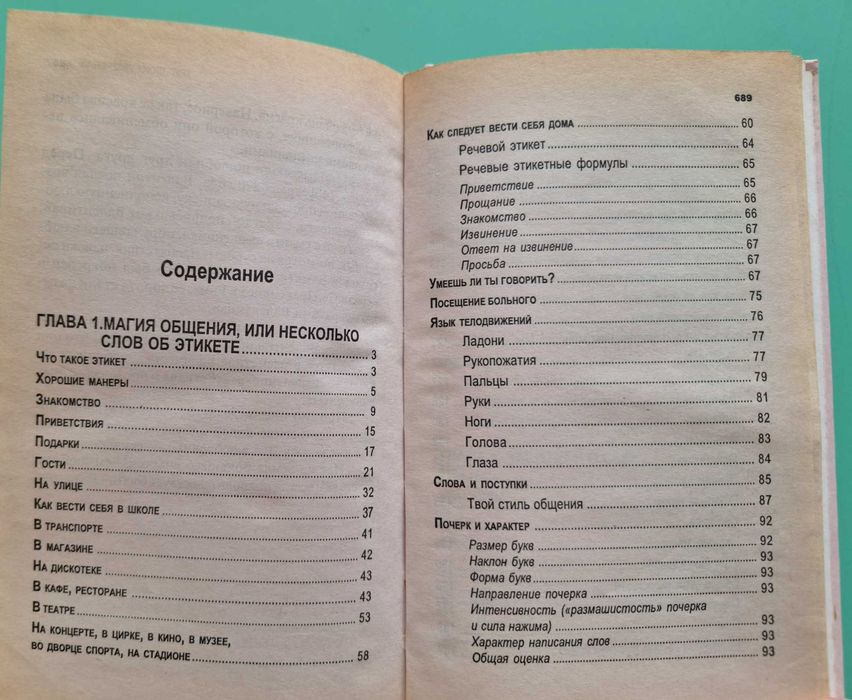 Содержание
ГЛАВА 1.МАГИЯ ОБЩЕНИЯ, ИЛИ НЕСКОЛЬКО
СЛОВ ОБ ЭТИКЕТЕ 3
ЧТО ТАКОЕ ЭТИКЕТ 3
ХОРОШИЕ МАНЕРЫ 5
ЗНАКОМСТВО 9
ПРИВЕТСТВИЯ 15
ПОДАРКИ 17
ГОСТИ 21
НА УЛИЦЕ 32
КАК ВЕСТИ СЕБЯ В ШКОЛЕ 37
В ТРАНСПОРТЕ 41
В МАГАЗИНЕ 42
НА ДИСКОТЕКЕ 43
В КАФЕ, РЕСТОРАНЕ 43
В ТЕАТРЕ 53
НА КОНЦЕРТЕ, В ЦИРКЕ, В КИНО, В МУЗЕЕ,
ВО ДВОРЦЕ СПОРТА, НА СТАДИОНЕ 58
689
КАК СЛЕДУЕТ ВЕСТИ СЕБЯ ДОМА 60
Речевой этикет 64
Речевые этикетные формулы 65
Приветствие 65
Прощание 66
Знакомство 66
Извинение 67
Ответ на извинение 67
Просьба 67
УМЕЕШЬ ЛИ ТЫ ГОВОРИТЬ? 67
ПОСЕЩЕНИЕ БОЛЬНОГО 75
ЯЗЫК ТЕЛОДВИЖЕНИЙ 76
Ладони 77
Рукопожатия 77
Пальцы 79
Руки 81
Ноги 82
Голова 83
Глаза 84
СЛОВА И ПОСТУПКИ 85
Твой стиль общения 87
ПОЧЕРК И ХАРАКТЕР 92
Размер букв 92
Наклон букв 93
Форма букв 93
Направление почерка 93
Интенсивность («размашистость» почерка
и сила нажима) 93
Характер написания слов 93
Общая оценка 93